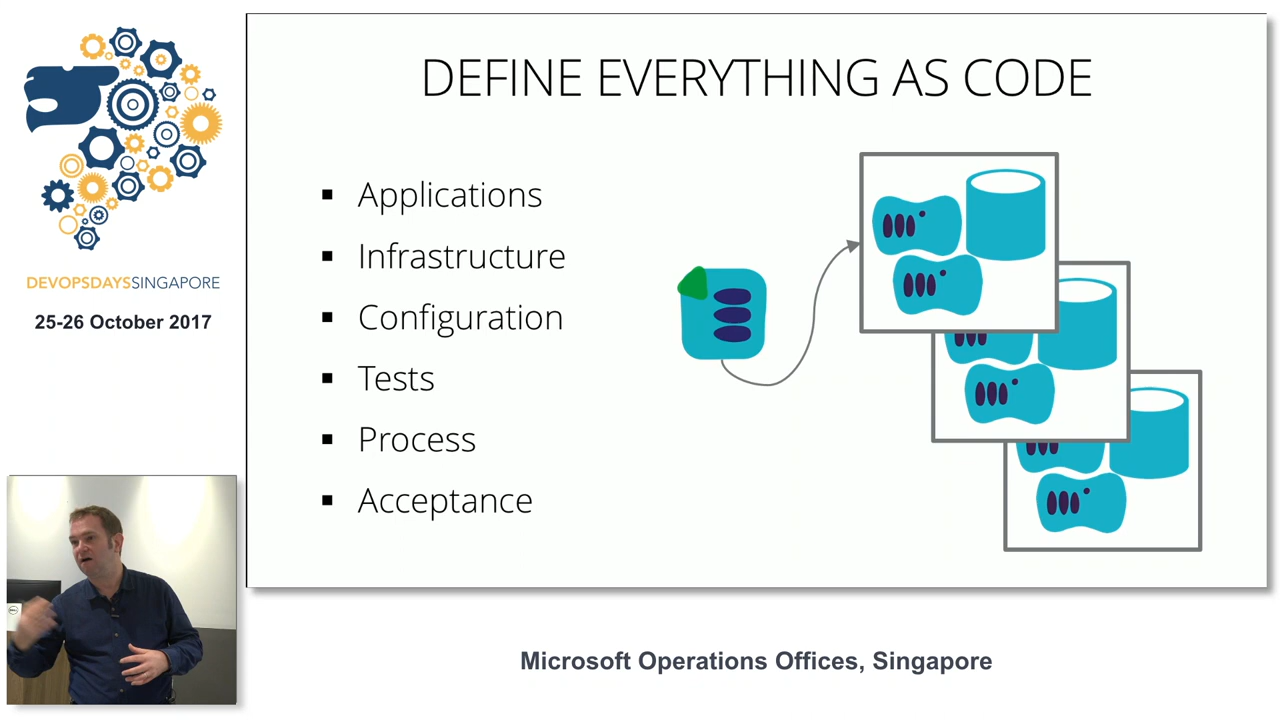 DEVOPSDAYSSINGAPORE
25-26 October 2017
DEFINE EVERYTHING AS CODE
Applications
Infrastructure
Configuration
Tests
Process
Acceptance
DELL
Microsoft Operations Offices, Singapore